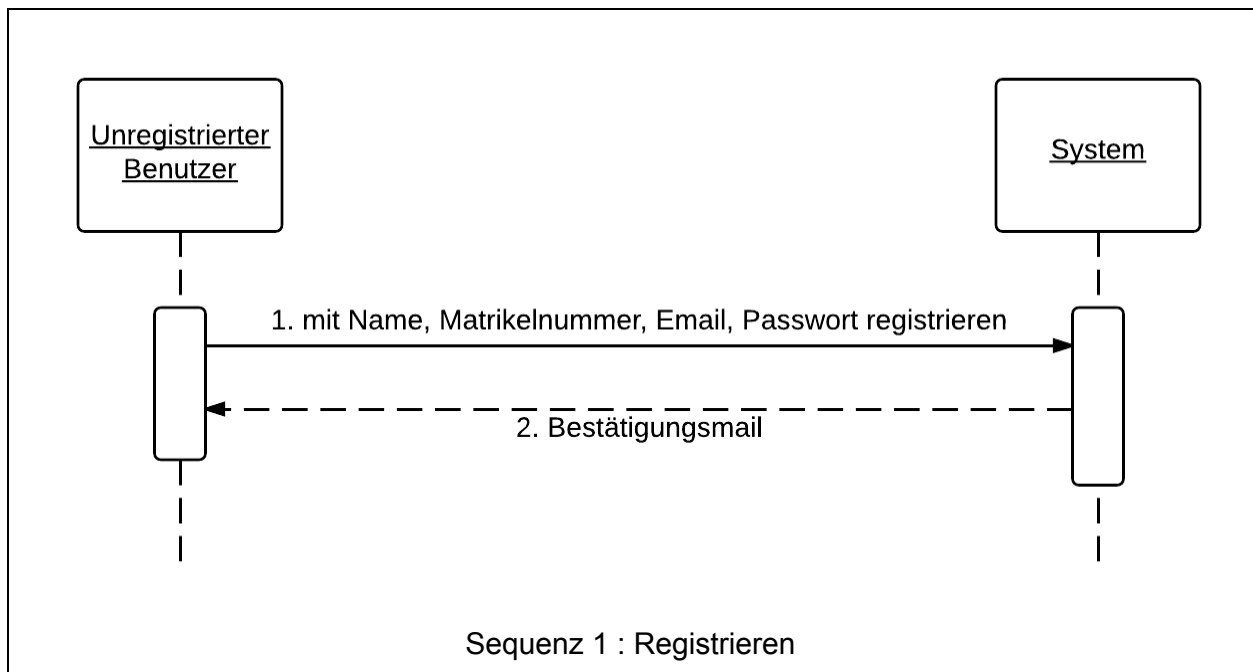 Unregistrierter
Benutzer
System
1. mit Name, Matrikelnummer, Email, Passwort registrieren
2. Bestätigungsmail
Sequenz 1 : Registrieren